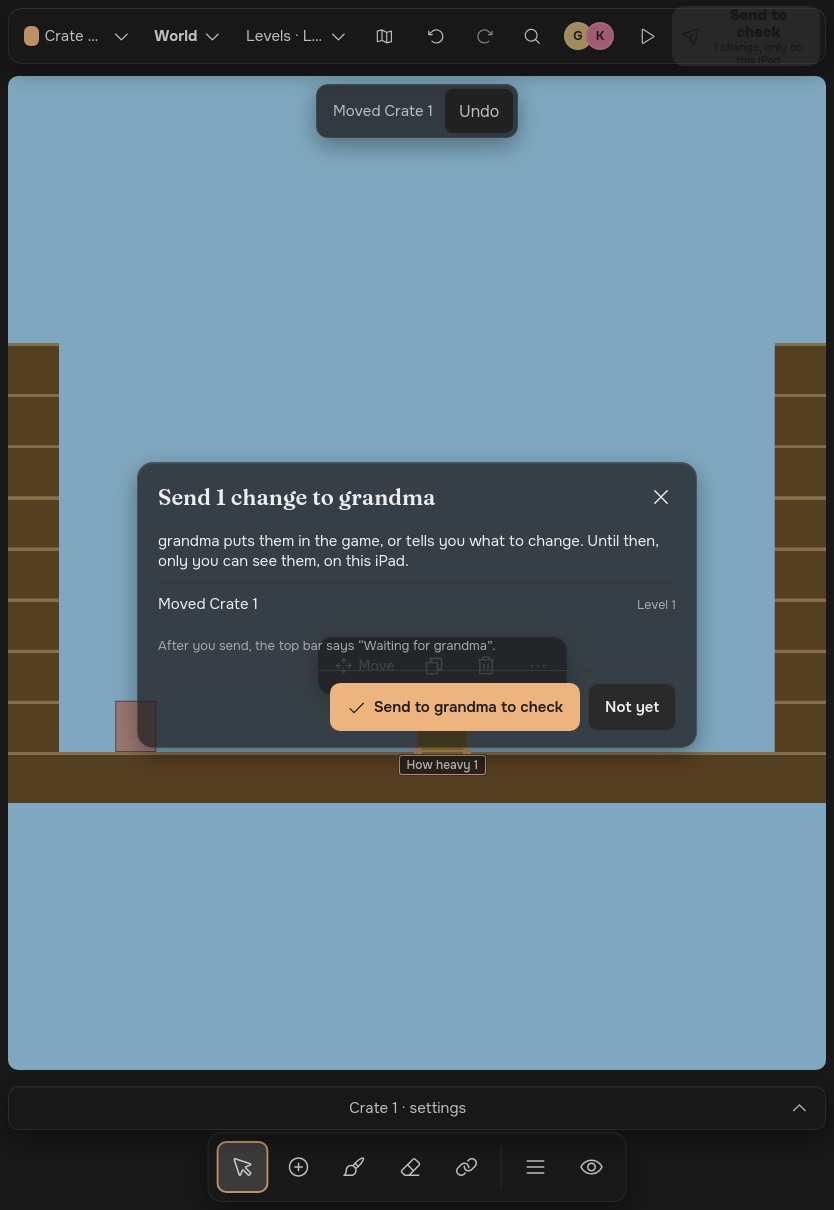 Crate ...
World
Levels · L...
G
K
Send to
check
1 change, only on
this iPad
Moved Crate 1
Undo
Send 1 change to grandma
grandma puts them in the game, or tells you what to change. Until then,
only you can see them, on this iPad.
Moved Crate 1
Level 1
After you send, the top bar says “Waiting for grandma”.
Move
Send to grandma to check
Not yet
How heavy 1
Crate 1 · settings